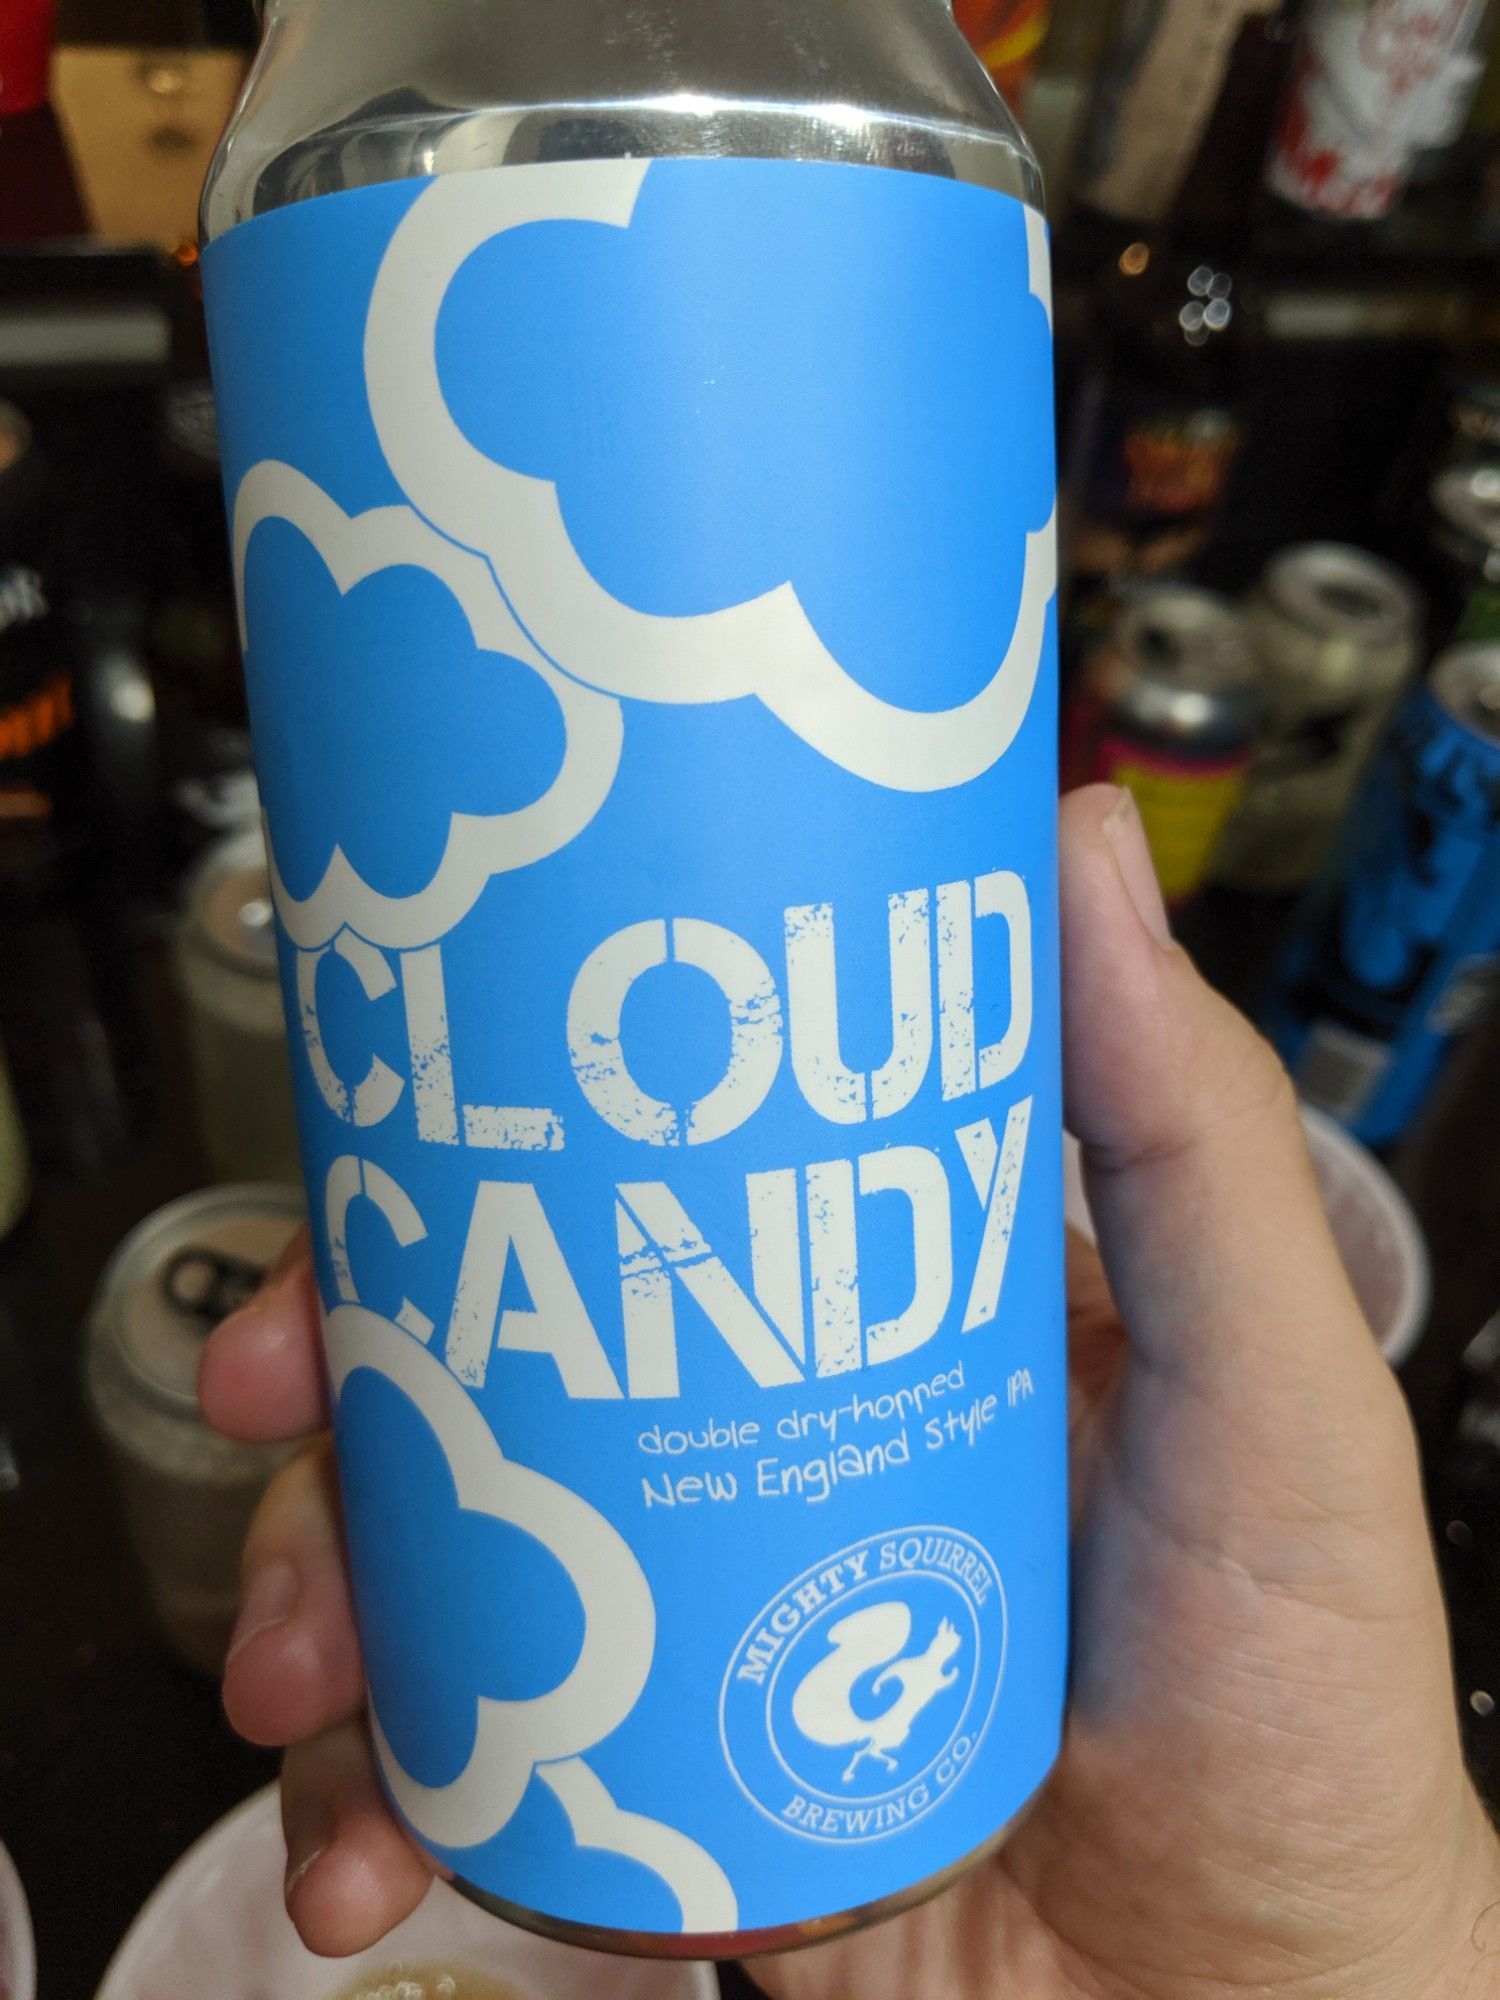 CLOUD
CANDY
double dry-hopped
New England Style IPA
MIGHTY SQUIRREL
BREWING CO.